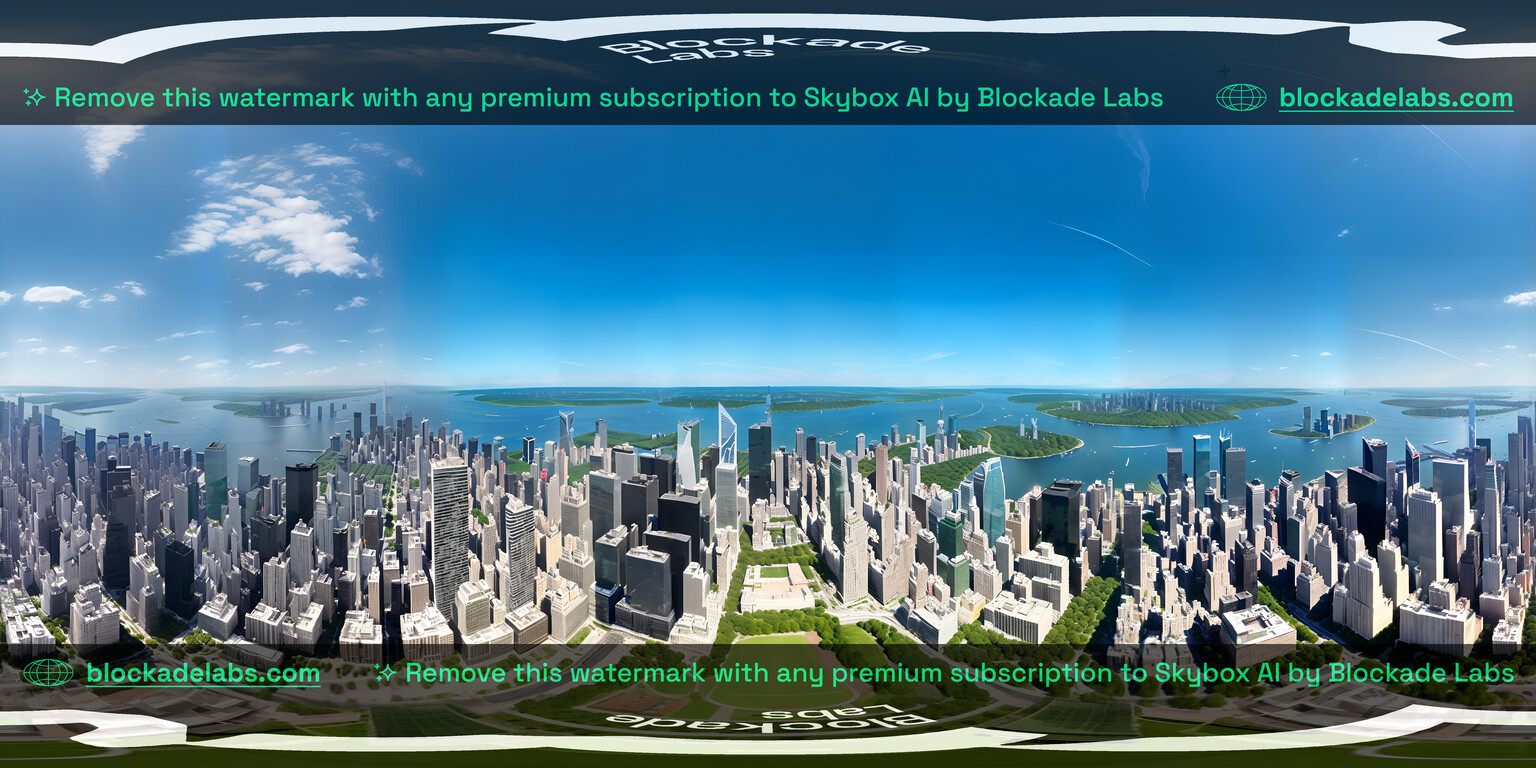 Blockade
Labs
Remove this watermark with any premium subscription to Skybox AI by Blockade Labs
blockadelabs.com
blockadelabs.com
Remove this watermark with any premium subscription to Skybox AI by Blockade Labs
Blockade
Labs